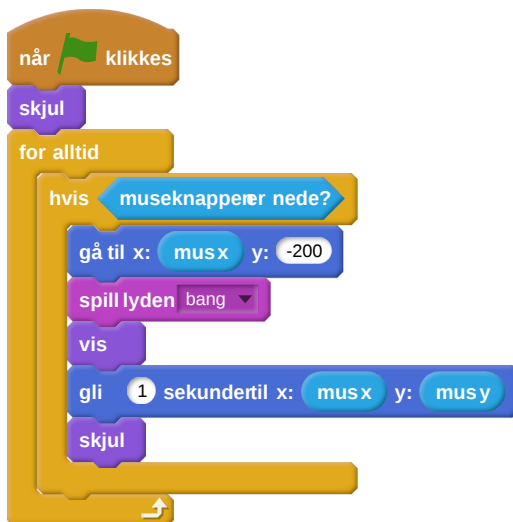 når klikkes
skjul
for alltid
hvis museknappen er nede?
gå til x: mus x y: -200
spill lyden bang
vis
gli 1 sekunder til x: mus x y: mus y
skjul